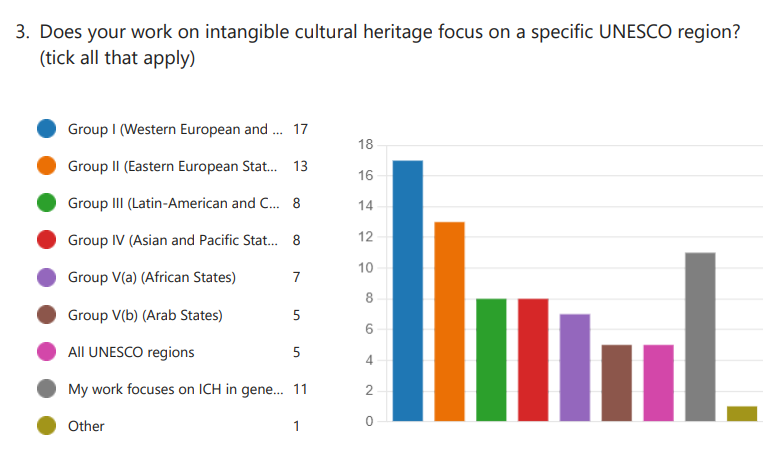 3. Does your work on intangible cultural heritage focus on a specific UNESCO region?
(tick all that apply)
Group I (Western European and ... 17
Group II (Eastern European Stat... 13
Group III (Latin-American and C... 8
Group IV (Asian and Pacific Stat... 8
Group V(a) (African States) 7
Group V(b) (Arab States) 5
All UNESCO regions 5
My work focuses on ICH in gene... 11
Other 1
18
16
14
12
10
8
6
4
2
0